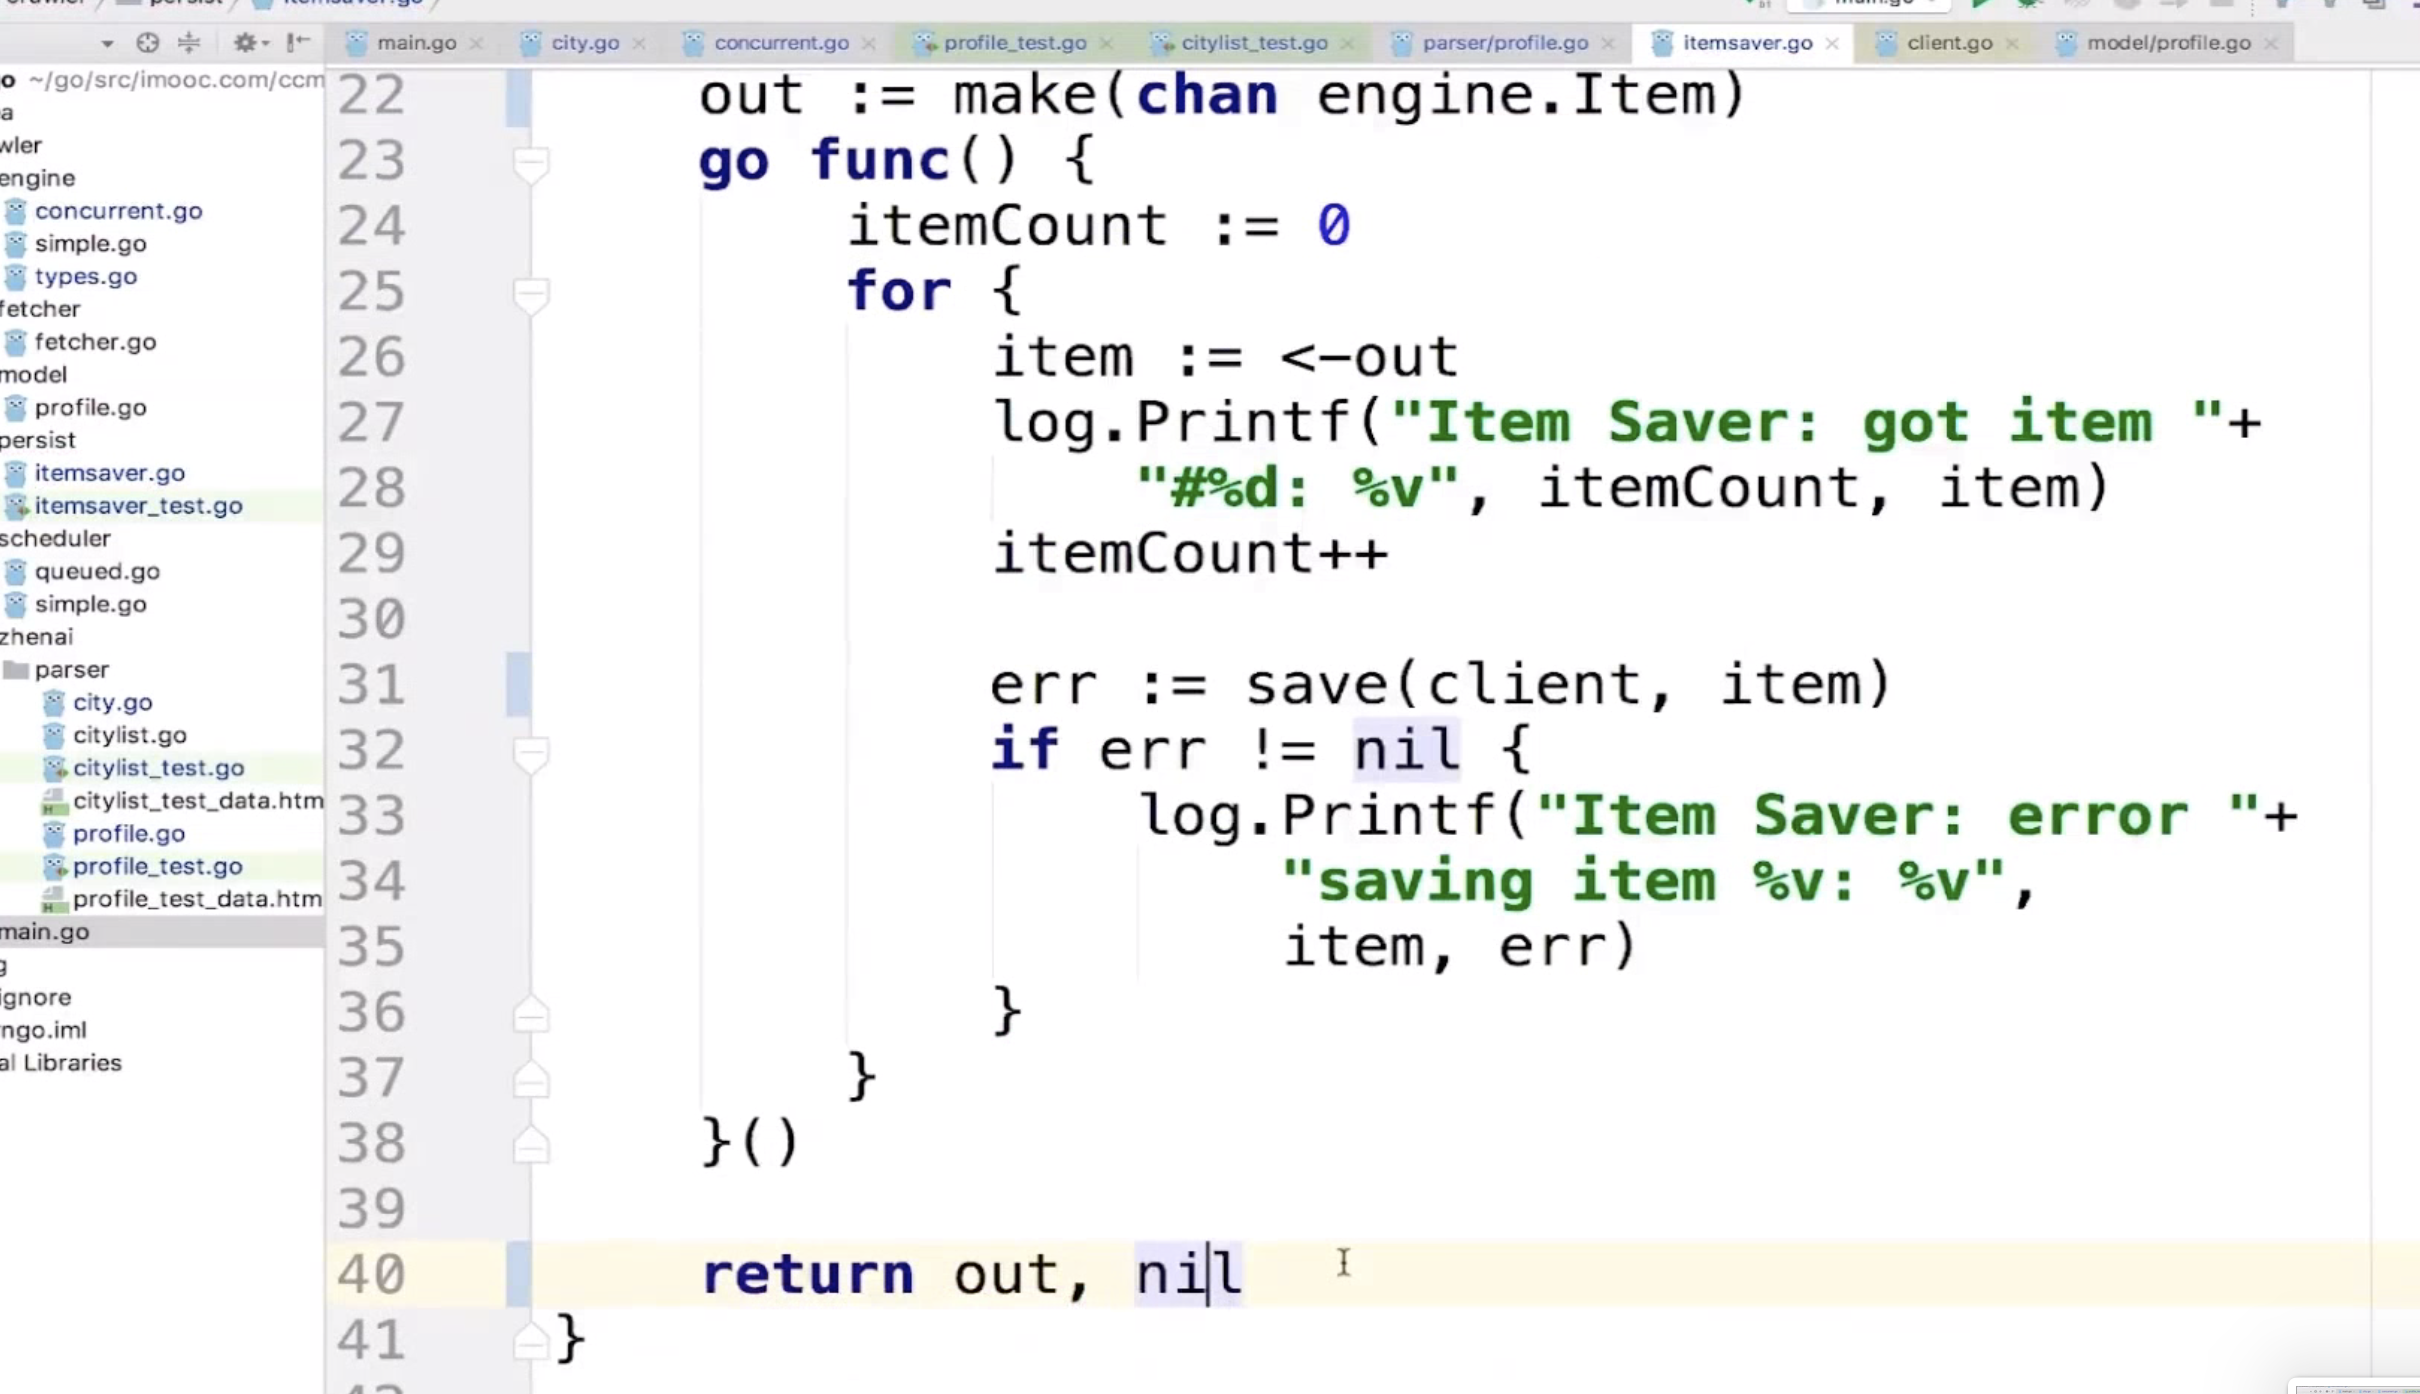 main.go
city.go
concurrent.go
profile_test.go
citylist_test.go
parser/profile.go
itemsaver.go
client.go
model/profile.go
~/go/src/imooc.com/ccm
engine
concurrent.go
simple.go
types.go
fetcher
fetcher.go
model
profile.go
persist
itemsaver.go
itemsaver_test.go
scheduler
queued.go
simple.go
zhenai
parser
city.go
citylist.go
citylist_test.go
citylist_test_data.htm
profile.go
profile_test.go
profile_test_data.htm
main.go
ignore
ngo.iml
al Libraries
22 out := make(chan engine.Item)
23 go func() {
24 itemCount := 0
25 for {
26 item := <-out
27 log.Printf("Item Saver: got item "+
28 "#%d: %v", itemCount, item)
29 itemCount++
30
31 err := save(client, item)
32 if err != nil {
33 log.Printf("Item Saver: error "+
34 "saving item %v: %v",
35 item, err)
36 }
37 }
38 }()
39
40 return out, nil
41 }